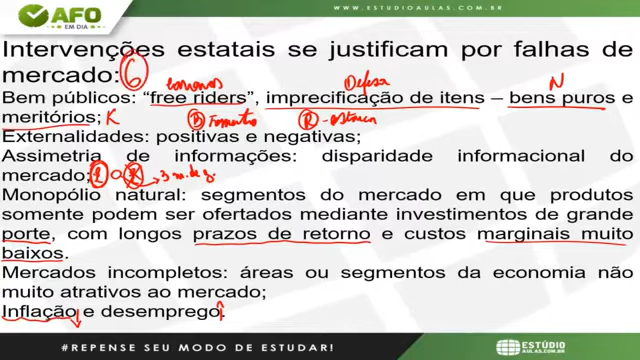 AFO
EM DIA
WWW.ESTUDIOAULAS.COM.BR
Intervenções estatais se justificam por falhas de
mercado: 6
Defesa N
Bem públicos: “free riders”, imprecificação de itens – bens puros e
meritórios; K
Externalidades: positivas e negativas;
Assimetria de informações: disparidade informacional do
mercado;
Monopólio natural: segmentos do mercado em que produtos
somente podem ser ofertados mediante investimentos de grande
porte, com longos prazos de retorno e custos marginais muito
baixos.
Mercados incompletos: áreas ou segmentos da economia não
muito atrativos ao mercado;
Inflação e desemprego.
#REPENSE SEU MODO DE ESTUDAR!
ESTÚDIO
AULAS.COM.BR